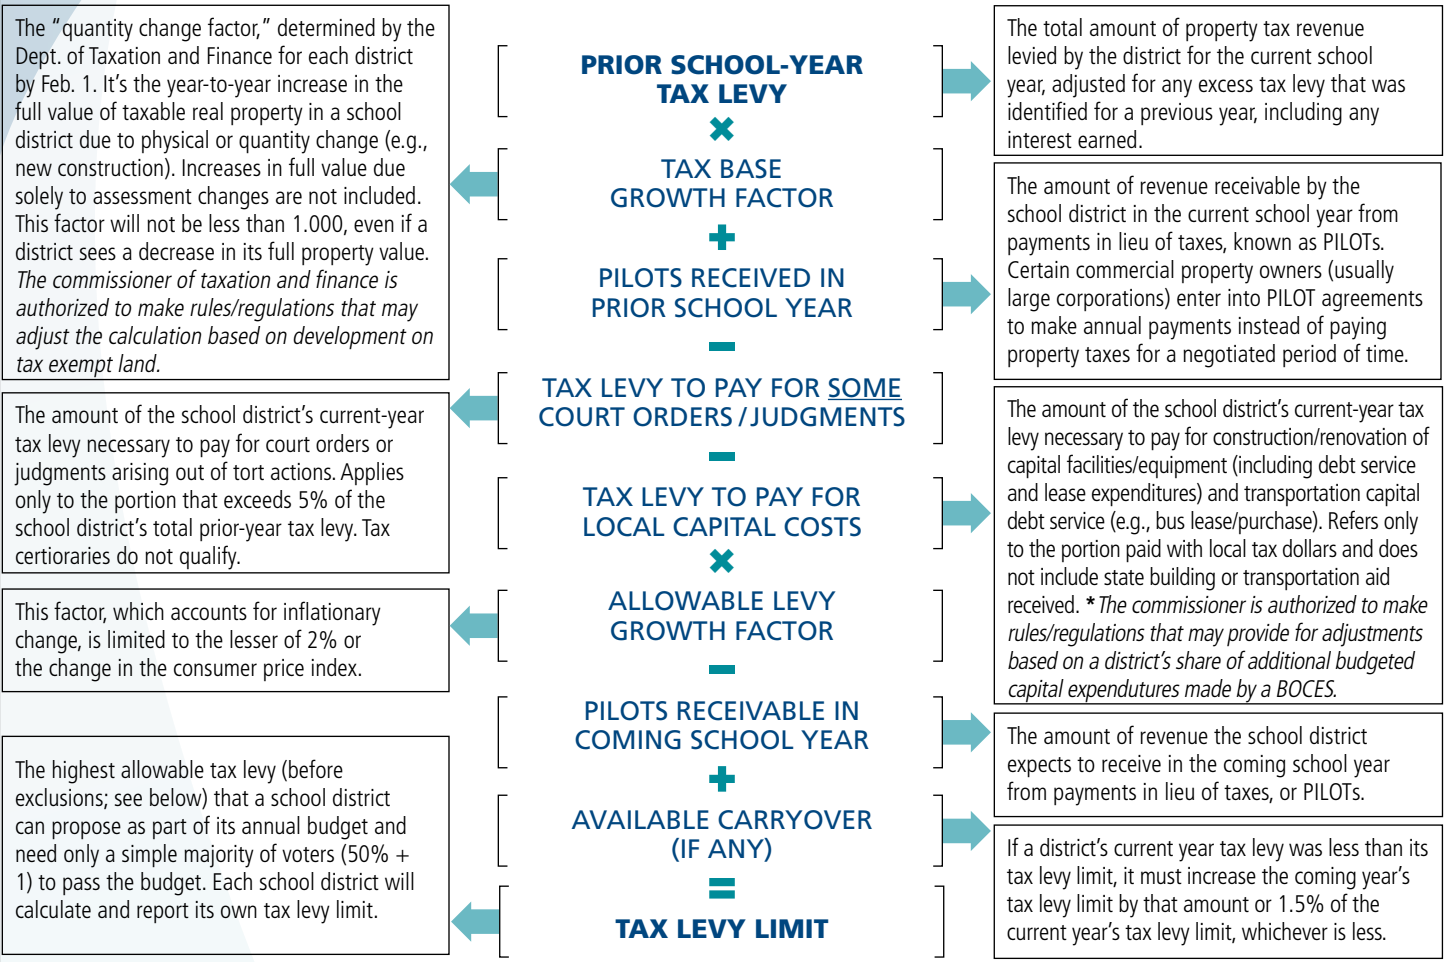 The “quantity change factor,” determined by the
Dept. of Taxation and Finance for each district
by Feb. 1. It’s the year-to-year increase in the
full value of taxable real property in a school
district due to physical or quantity change (e.g.,
new construction). Increases in full value due
solely to assessment changes are not included.
This factor will not be less than 1.000, even if a
district sees a decrease in its full property value.
The commissioner of taxation and finance is
authorized to make rules/regulations that may
adjust the calculation based on development on
tax exempt land.
The amount of the school district’s current-year
tax levy necessary to pay for court orders or
judgments arising out of tort actions. Applies
only to the portion that exceeds 5% of the
school district’s total prior-year tax levy. Tax
certioraries do not qualify.
This factor, which accounts for inflationary
change, is limited to the lesser of 2% or
the change in the consumer price index.
The highest allowable tax levy (before
exclusions; see below) that a school district
can propose as part of its annual budget and
need only a simple majority of voters (50% +
1) to pass the budget. Each school district will
calculate and report its own tax levy limit.
PRIOR SCHOOL-YEAR
TAX LEVY
×
TAX BASE
GROWTH FACTOR
+
PILOTS RECEIVED IN
PRIOR SCHOOL YEAR
–
TAX LEVY TO PAY FOR SOME
COURT ORDERS/JUDGMENTS
–
TAX LEVY TO PAY FOR
LOCAL CAPITAL COSTS
×
ALLOWABLE LEVY
GROWTH FACTOR
–
PILOTS RECEIVABLE IN
COMING SCHOOL YEAR
+
AVAILABLE CARRYOVER
(IF ANY)
=
TAX LEVY LIMIT
The total amount of property tax revenue
levied by the district for the current school
year, adjusted for any excess tax levy that was
identified for a previous year, including any
interest earned.
The amount of revenue receivable by the
school district in the current school year from
payments in lieu of taxes, known as PILOTs.
Certain commercial property owners (usually
large corporations) enter into PILOT agreements
to make annual payments instead of paying
property taxes for a negotiated period of time.
The amount of the school district’s current-year tax
levy necessary to pay for construction/renovation of
capital facilities/equipment (including debt service
and lease expenditures) and transportation capital
debt service (e.g., bus lease/purchase). Refers only
to the portion paid with local tax dollars and does
not include state building or transportation aid
received. *The commissioner is authorized to make
rules/regulations that may provide for adjustments
based on a district’s share of additional budgeted
capital expendutures made by a BOCES.
The amount of revenue the school district
expects to receive in the coming school year
from payments in lieu of taxes, or PILOTs.
If a district’s current year tax levy was less than its
tax levy limit, it must increase the coming year’s
tax levy limit by that amount or 1.5% of the
current year’s tax levy limit, whichever is less.